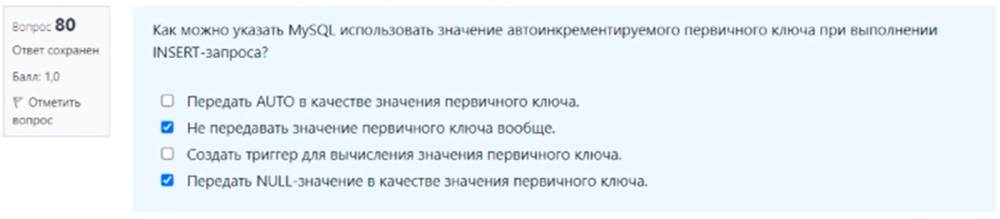 Вопрос 80
Ответ сохранен
Балл: 1,0
Отметить
вопрос
Как можно указать MySQL использовать значение автоинкрементируемого первичного ключа при выполнении
INSERT-запроса?
Передать AUTO в качестве значения первичного ключа.
Не передавать значение первичного ключа вообще.
Создать триггер для вычисления значения первичного ключа.
Передать NULL-значение в качестве значения первичного ключа.